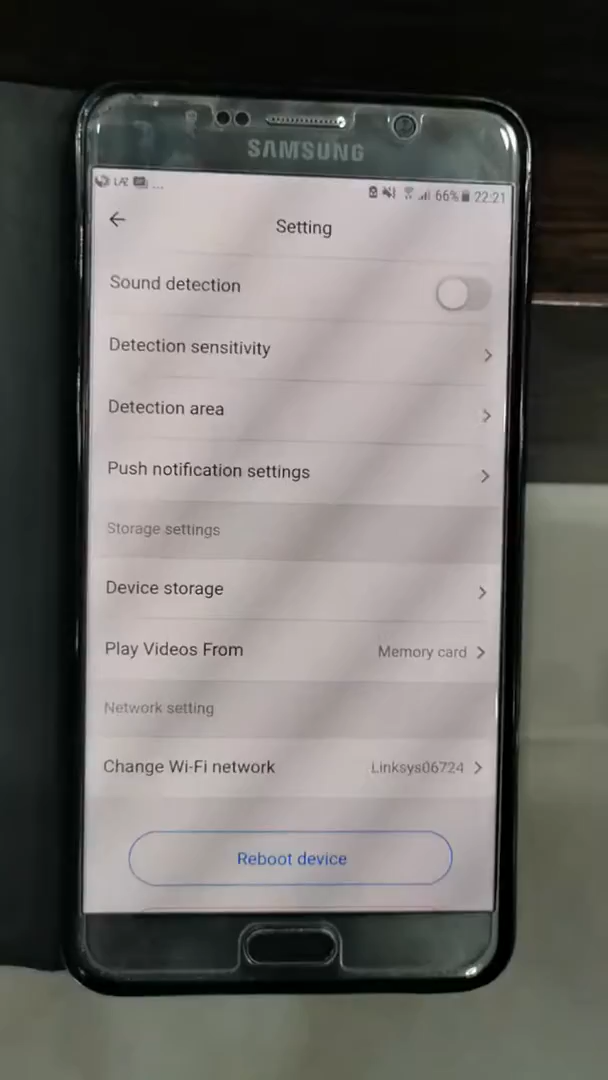 SAMSUNG
66% 22:21
Setting
Sound detection
Detection sensitivity
Detection area
Push notification settings
Storage settings
Device storage
Play Videos From Memory card
Network setting
Change Wi-Fi network Linksys06724
Reboot device